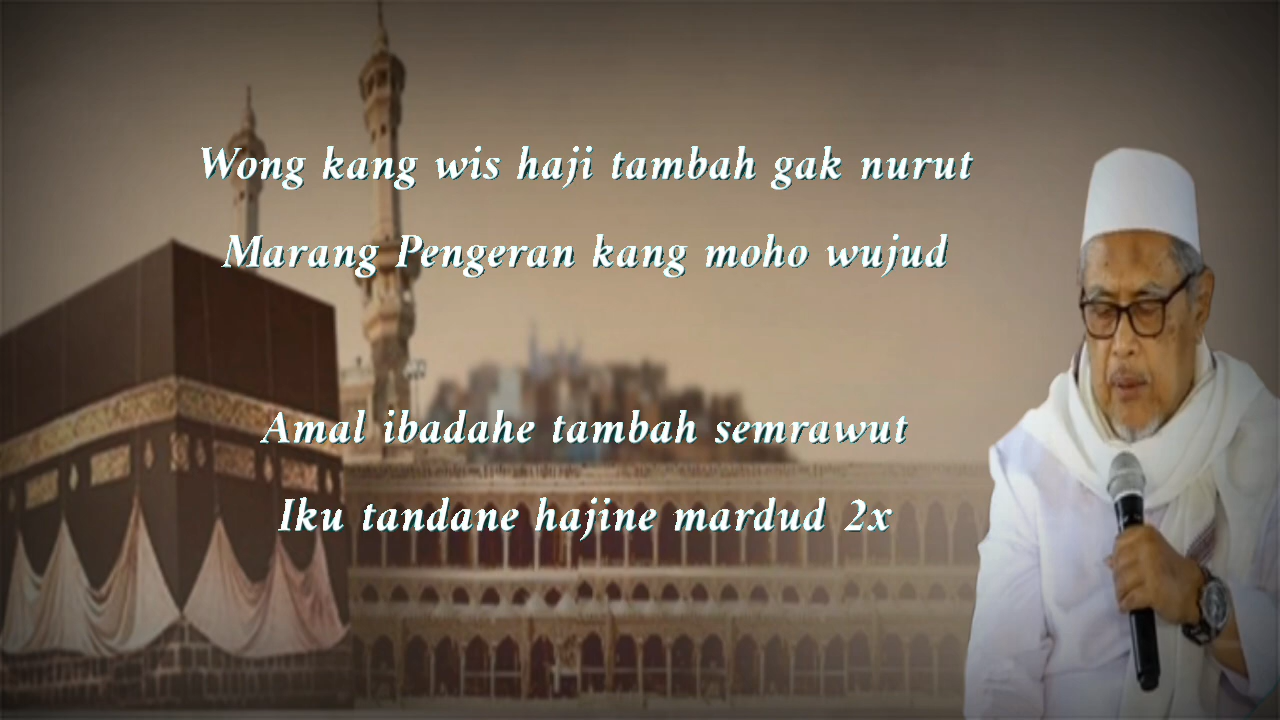 Wong kang wis haji tambah gak nurut
Marang Pengeran kang moho wujud
Amal ibadahe tambah semrawut
Iku tandane hajine mardud 2x